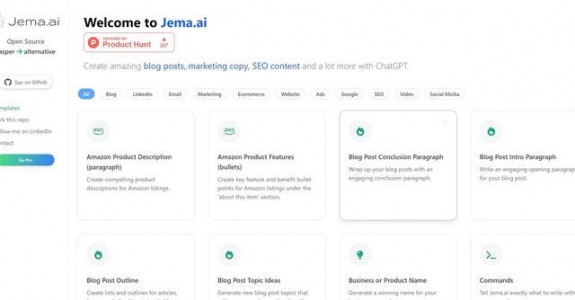 Jema.ai
Open Source
asper → alternative
Star on Github
Templates
ork this repo
ollow me on LinkedIn
ontact
Go Pro
Welcome to Jema.ai
FEATURED ON
Product Hunt
207
Create amazing blog posts, marketing copy, SEO content and a lot more with ChatGPT.
All Blog LinkedIn Email Marketing Ecommerce Website Ads Google SEO Video Social Media
aws
Amazon Product Description (paragraph)
Create compelling product descriptions for Amazon listings.
aws
Amazon Product Features (bullets)
Create key feature and benefit bullet points for Amazon listings under the 'about this item' section.
Blog Post Conclusion Paragraph
Wrap up your blog posts with an engaging conclusion paragraph.
Blog Post Intro Paragraph
Write an engaging opening paragraph for your blog post.
Blog Post Outline
Create lists and outlines for articles,
Blog Post Topic Ideas
Generate new blog post topics that
Business or Product Name
Generate a winning name for your
Commands
Tell Jema.ai exactly what to write with